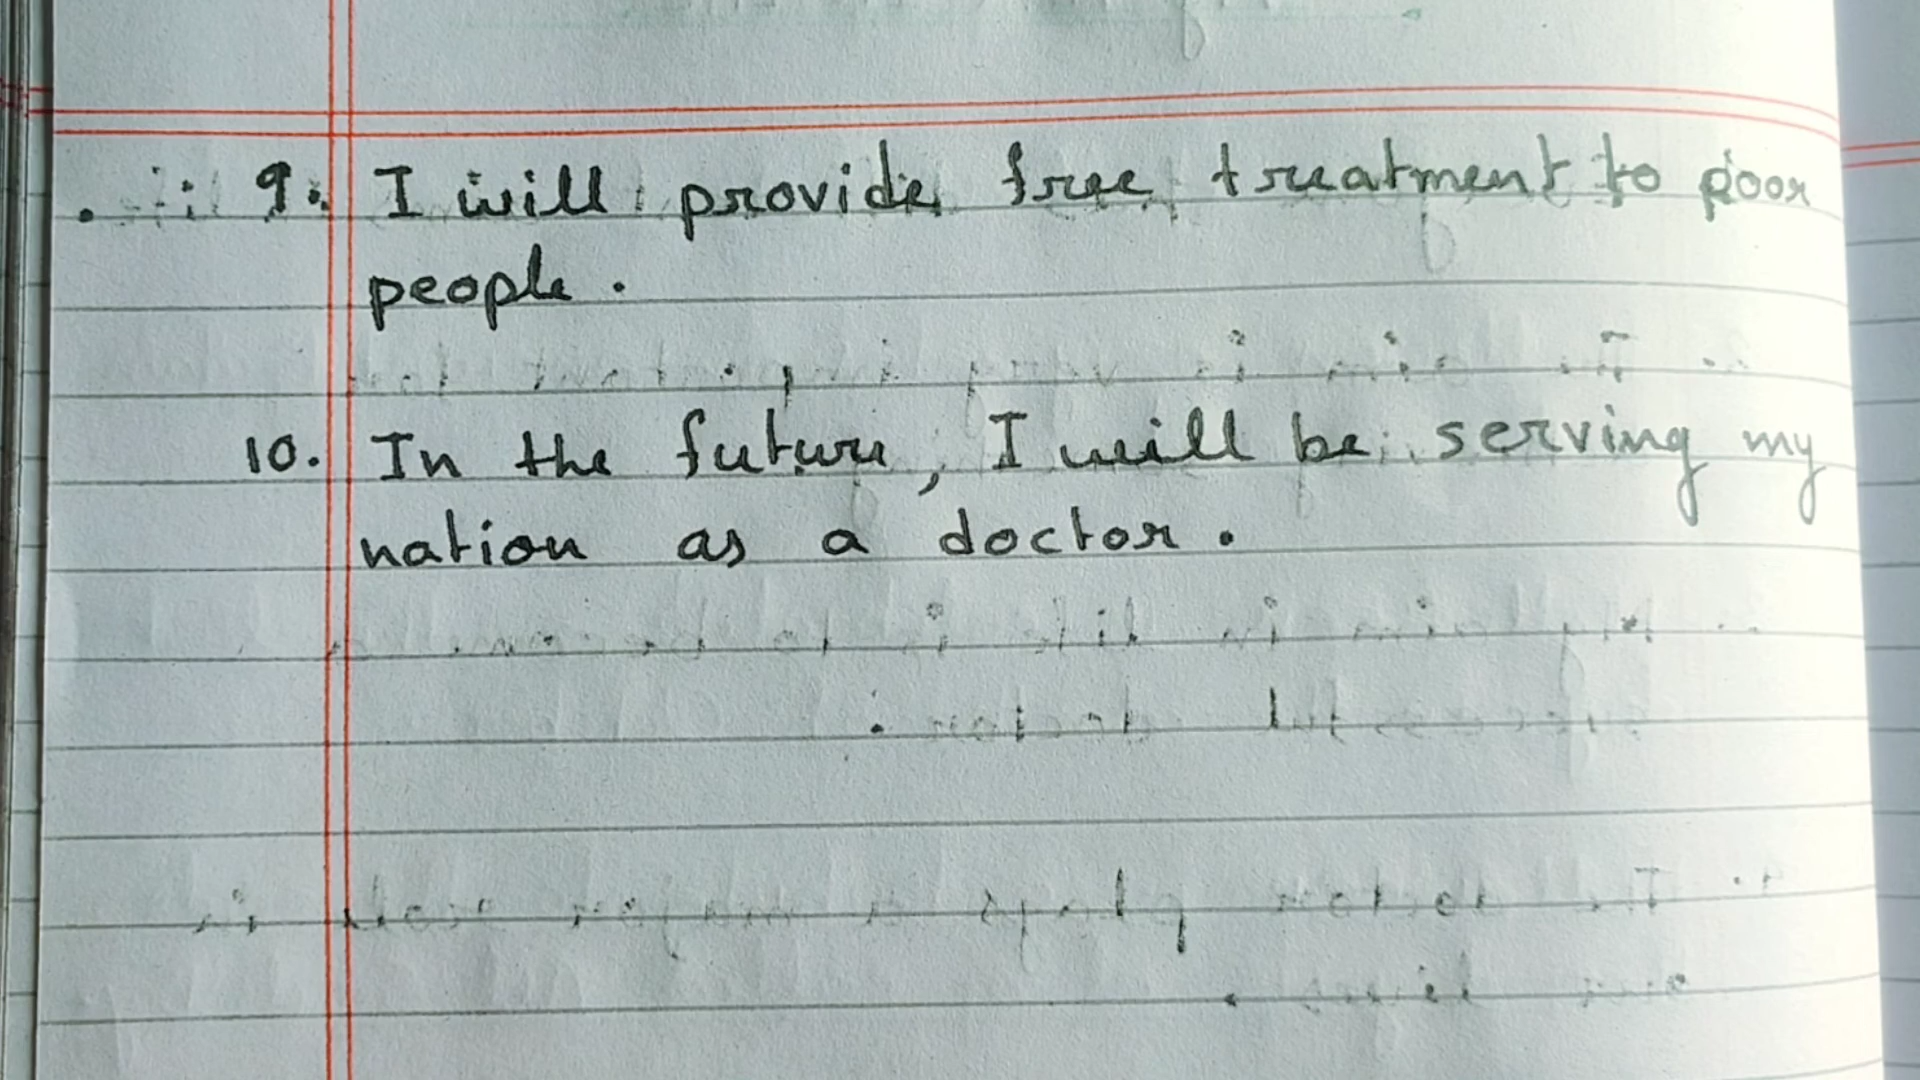 9. I will provide free treatment to poor
people.
10. In the future, I will be serving my
nation as a doctor.